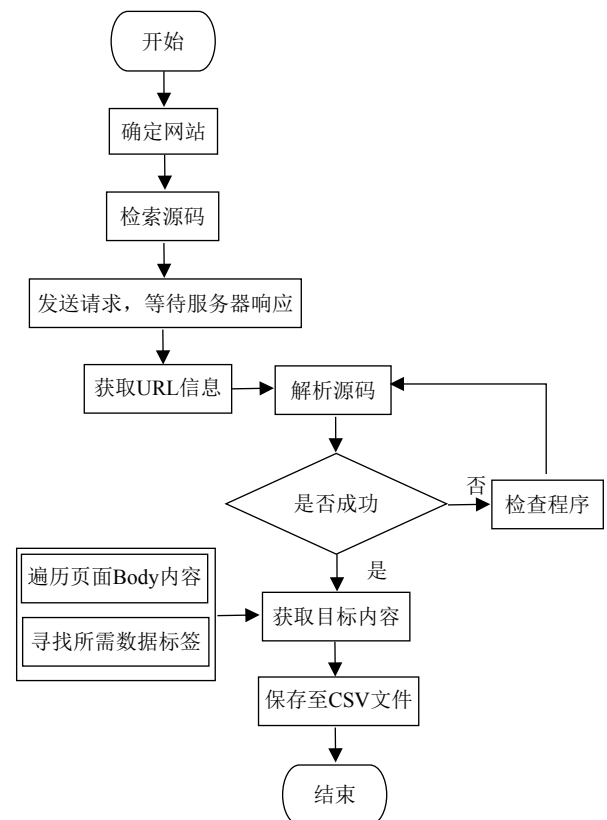 开始
确定网站
检索源码
发送请求，等待服务器响应
获取URL信息
解析源码
是否成功
否
检查程序
是
遍历页面Body内容
寻找所需数据标签
获取目标内容
保存至CSV文件
结束